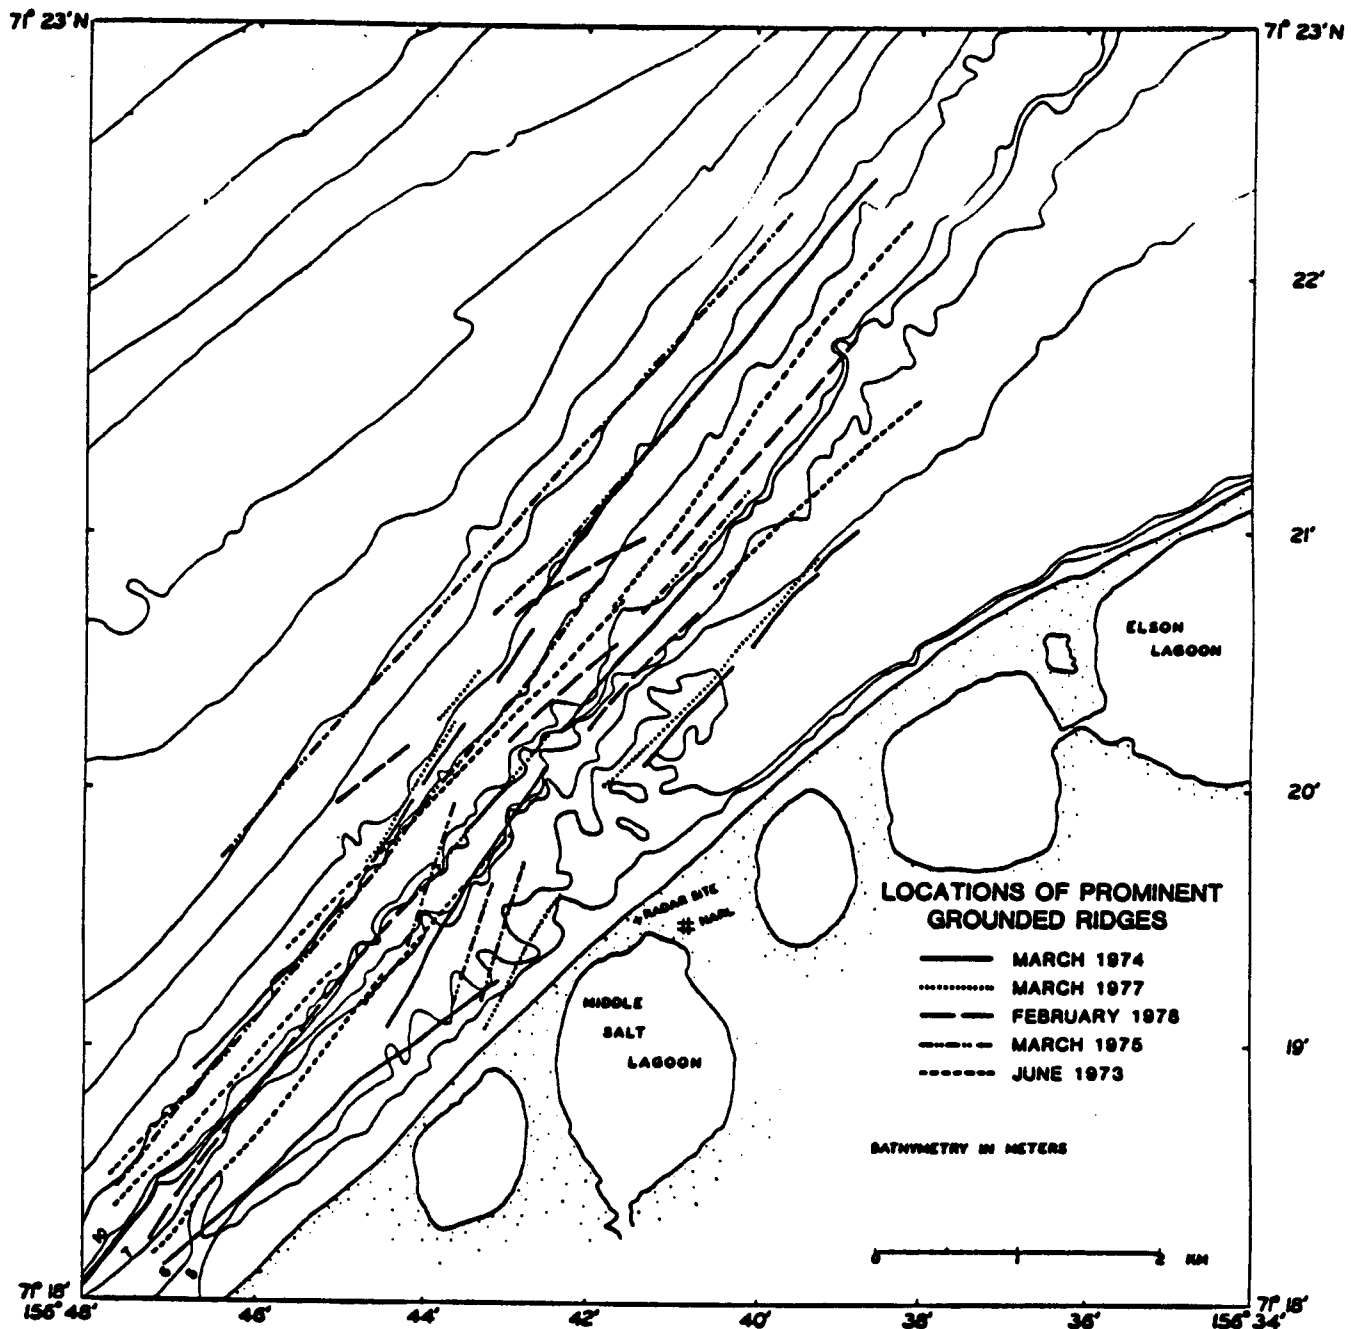 71° 23' N
71° 23' N
22'
21'
ELSON
LAGOON
20'
LOCATIONS OF PROMINENT
GROUNDED RIDGES
RADAR SITE
NARL
MARCH 1974
MARCH 1977
MIDDLE
SALT
LAGOON
FEBRUARY 1978
MARCH 1975
19'
JUNE 1973
BATHYMETRY IN METERS
0 2 KM
71° 18'
156° 48'
46'
44'
42'
40'
38'
36'
156° 34'
71° 18'